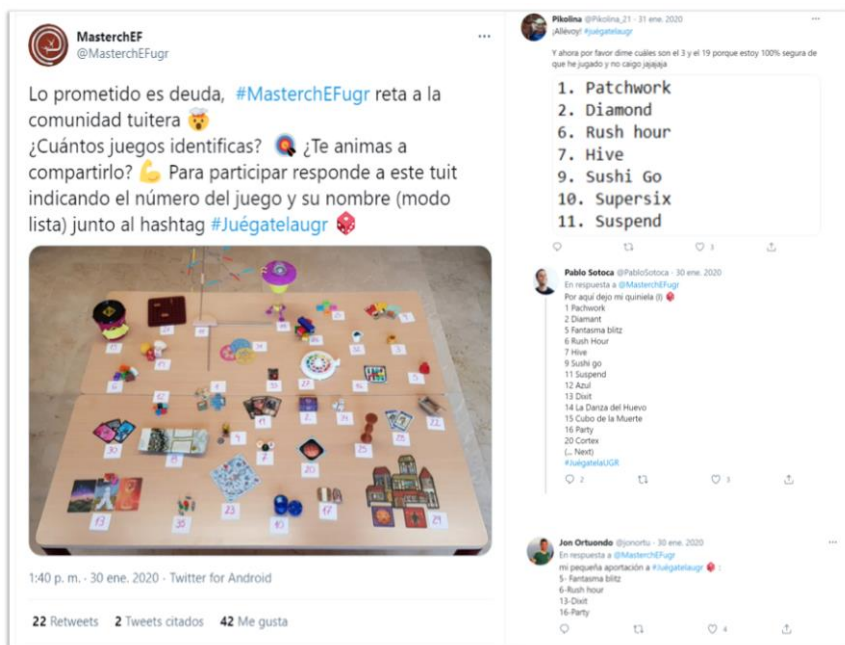 MasterchEF
@MasterchEFugr
Lo prometido es deuda, #MasterchEFugr reta a la
comunidad tuitera 🤯
¿Cuántos juegos identificas? 🎯 ¿Te animas a
compartirlo? 💪 Para participar responde a este tuit
indicando el número del juego y su nombre (modo
lista) junto al hashtag #Juégatelaugr 🎲
1:40 p. m. · 30 ene. 2020 · Twitter for Android
22 Retweets 2 Tweets citados 42 Me gusta
Pikolina @Pikolina_21 · 31 ene. 2020
¡Allévoy! #juégatelaugr
Y ahora por favor dime cuáles son el 3 y el 19 porque estoy 100% segura de
que he jugado y no caigo jajajaja
1. Patchwork
2. Diamond
6. Rush hour
7. Hive
9. Sushi Go
10. Supersix
11. Suspend
3
Pablo Sotoca @PabloSotoca · 30 ene. 2020
En respuesta a @MasterchEFugr
Por aquí dejo mi quiniela (!) 🎲
1 Pachwork
2 Diamant
5 Fantasma blitz
6 Rush Hour
7 Hive
9 Sushi go
11 Suspend
12 Azul
13 Dixit
14 La Danza del Huevo
15 Cubo de la Muerte
16 Party
20 Cortex
(... Next)
#JuégatelaUGR
2 3
Jon Ortuondo @jonortu · 30 ene. 2020
En respuesta a @MasterchEFugr
mi pequeña aportación a #Juégatelaugr 🎲 :
5- Fantasma blitz
6-Rush hour
13-Dixit
16-Party
4